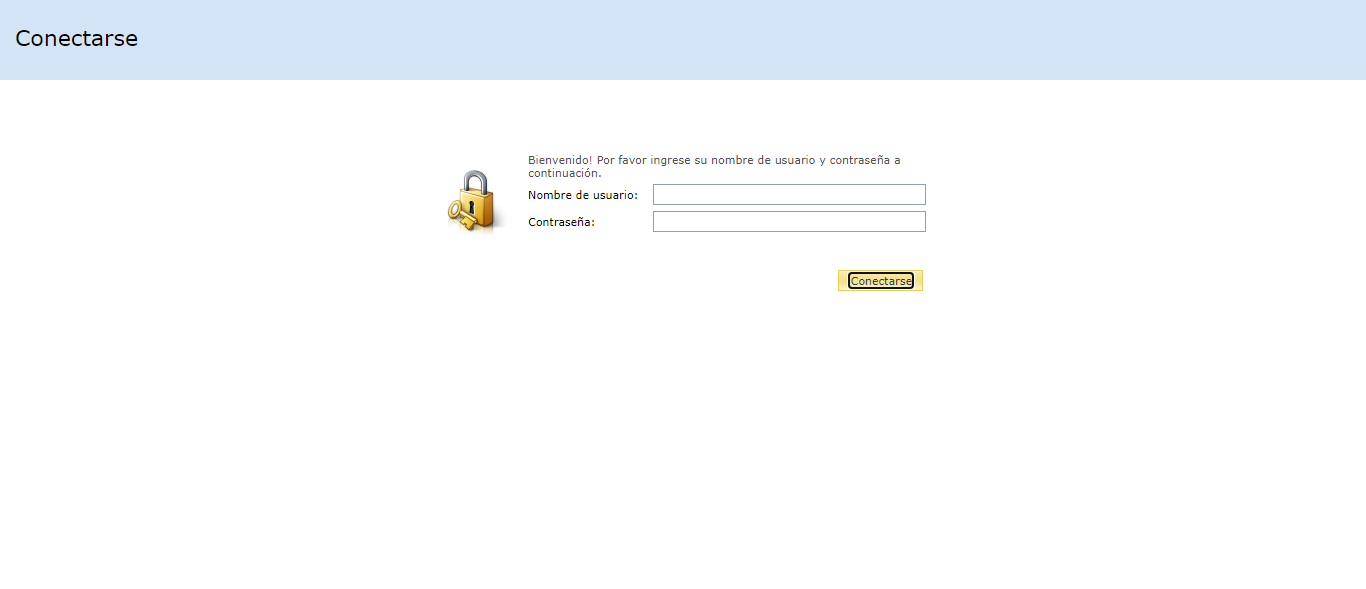 Conectarse
Bienvenido! Por favor ingrese su nombre de usuario y contraseña a
continuación.
Nombre de usuario:
Contraseña:
Conectarse